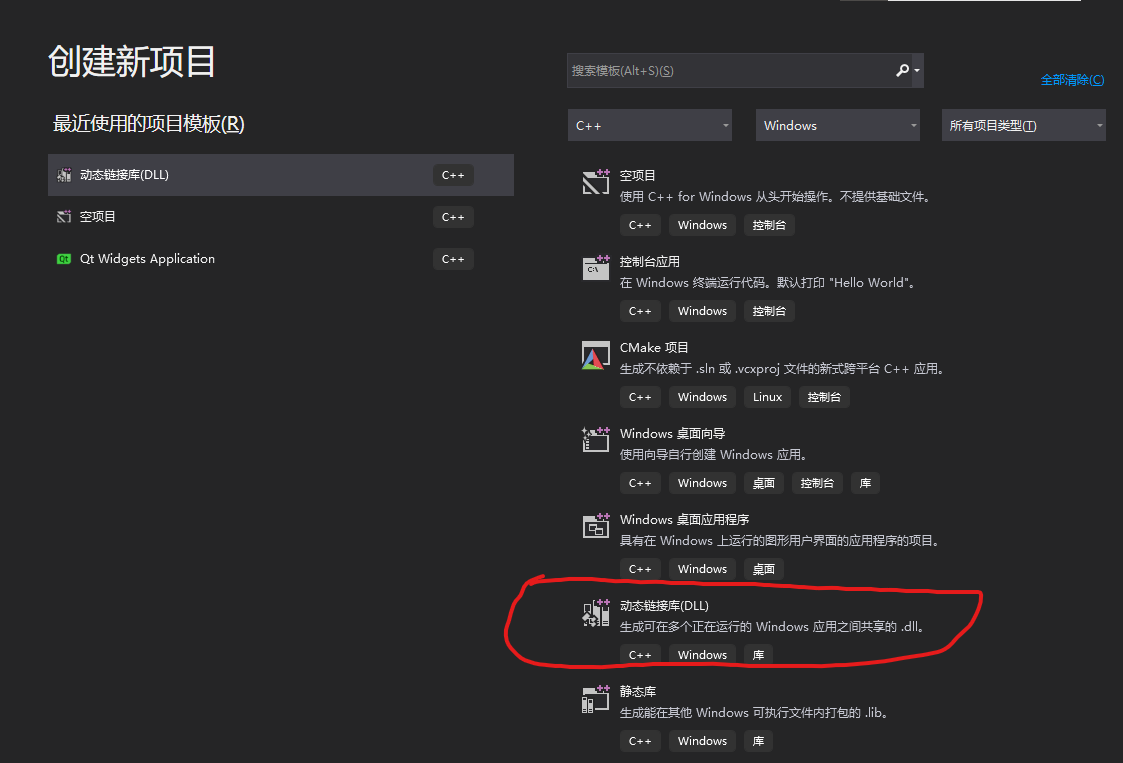 创建新项目
最近使用的项目模板(R)
动态链接库(DLL) C++
空项目 C++
Qt Widgets Application C++
搜索模板(Alt+S)(S)
全部清除(C)
C++ Windows 所有项目类型(T)
空项目
使用 C++ for Windows 从头开始操作。不提供基础文件。
C++ Windows 控制台
控制台应用
在 Windows 终端运行代码。默认打印 "Hello World"。
C++ Windows 控制台
CMake 项目
生成不依赖于 .sln 或 .vcxproj 文件的新式跨平台 C++ 应用。
C++ Windows Linux 控制台
Windows 桌面向导
使用向导自行创建 Windows 应用。
C++ Windows 桌面 控制台 库
Windows 桌面应用程序
具有在 Windows 上运行的图形用户界面的应用程序的项目。
C++ Windows 桌面
动态链接库(DLL)
生成可在多个正在运行的 Windows 应用之间共享的 .dll。
C++ Windows 库
静态库
生成能在其他 Windows 可执行文件内打包的 .lib。
C++ Windows 库